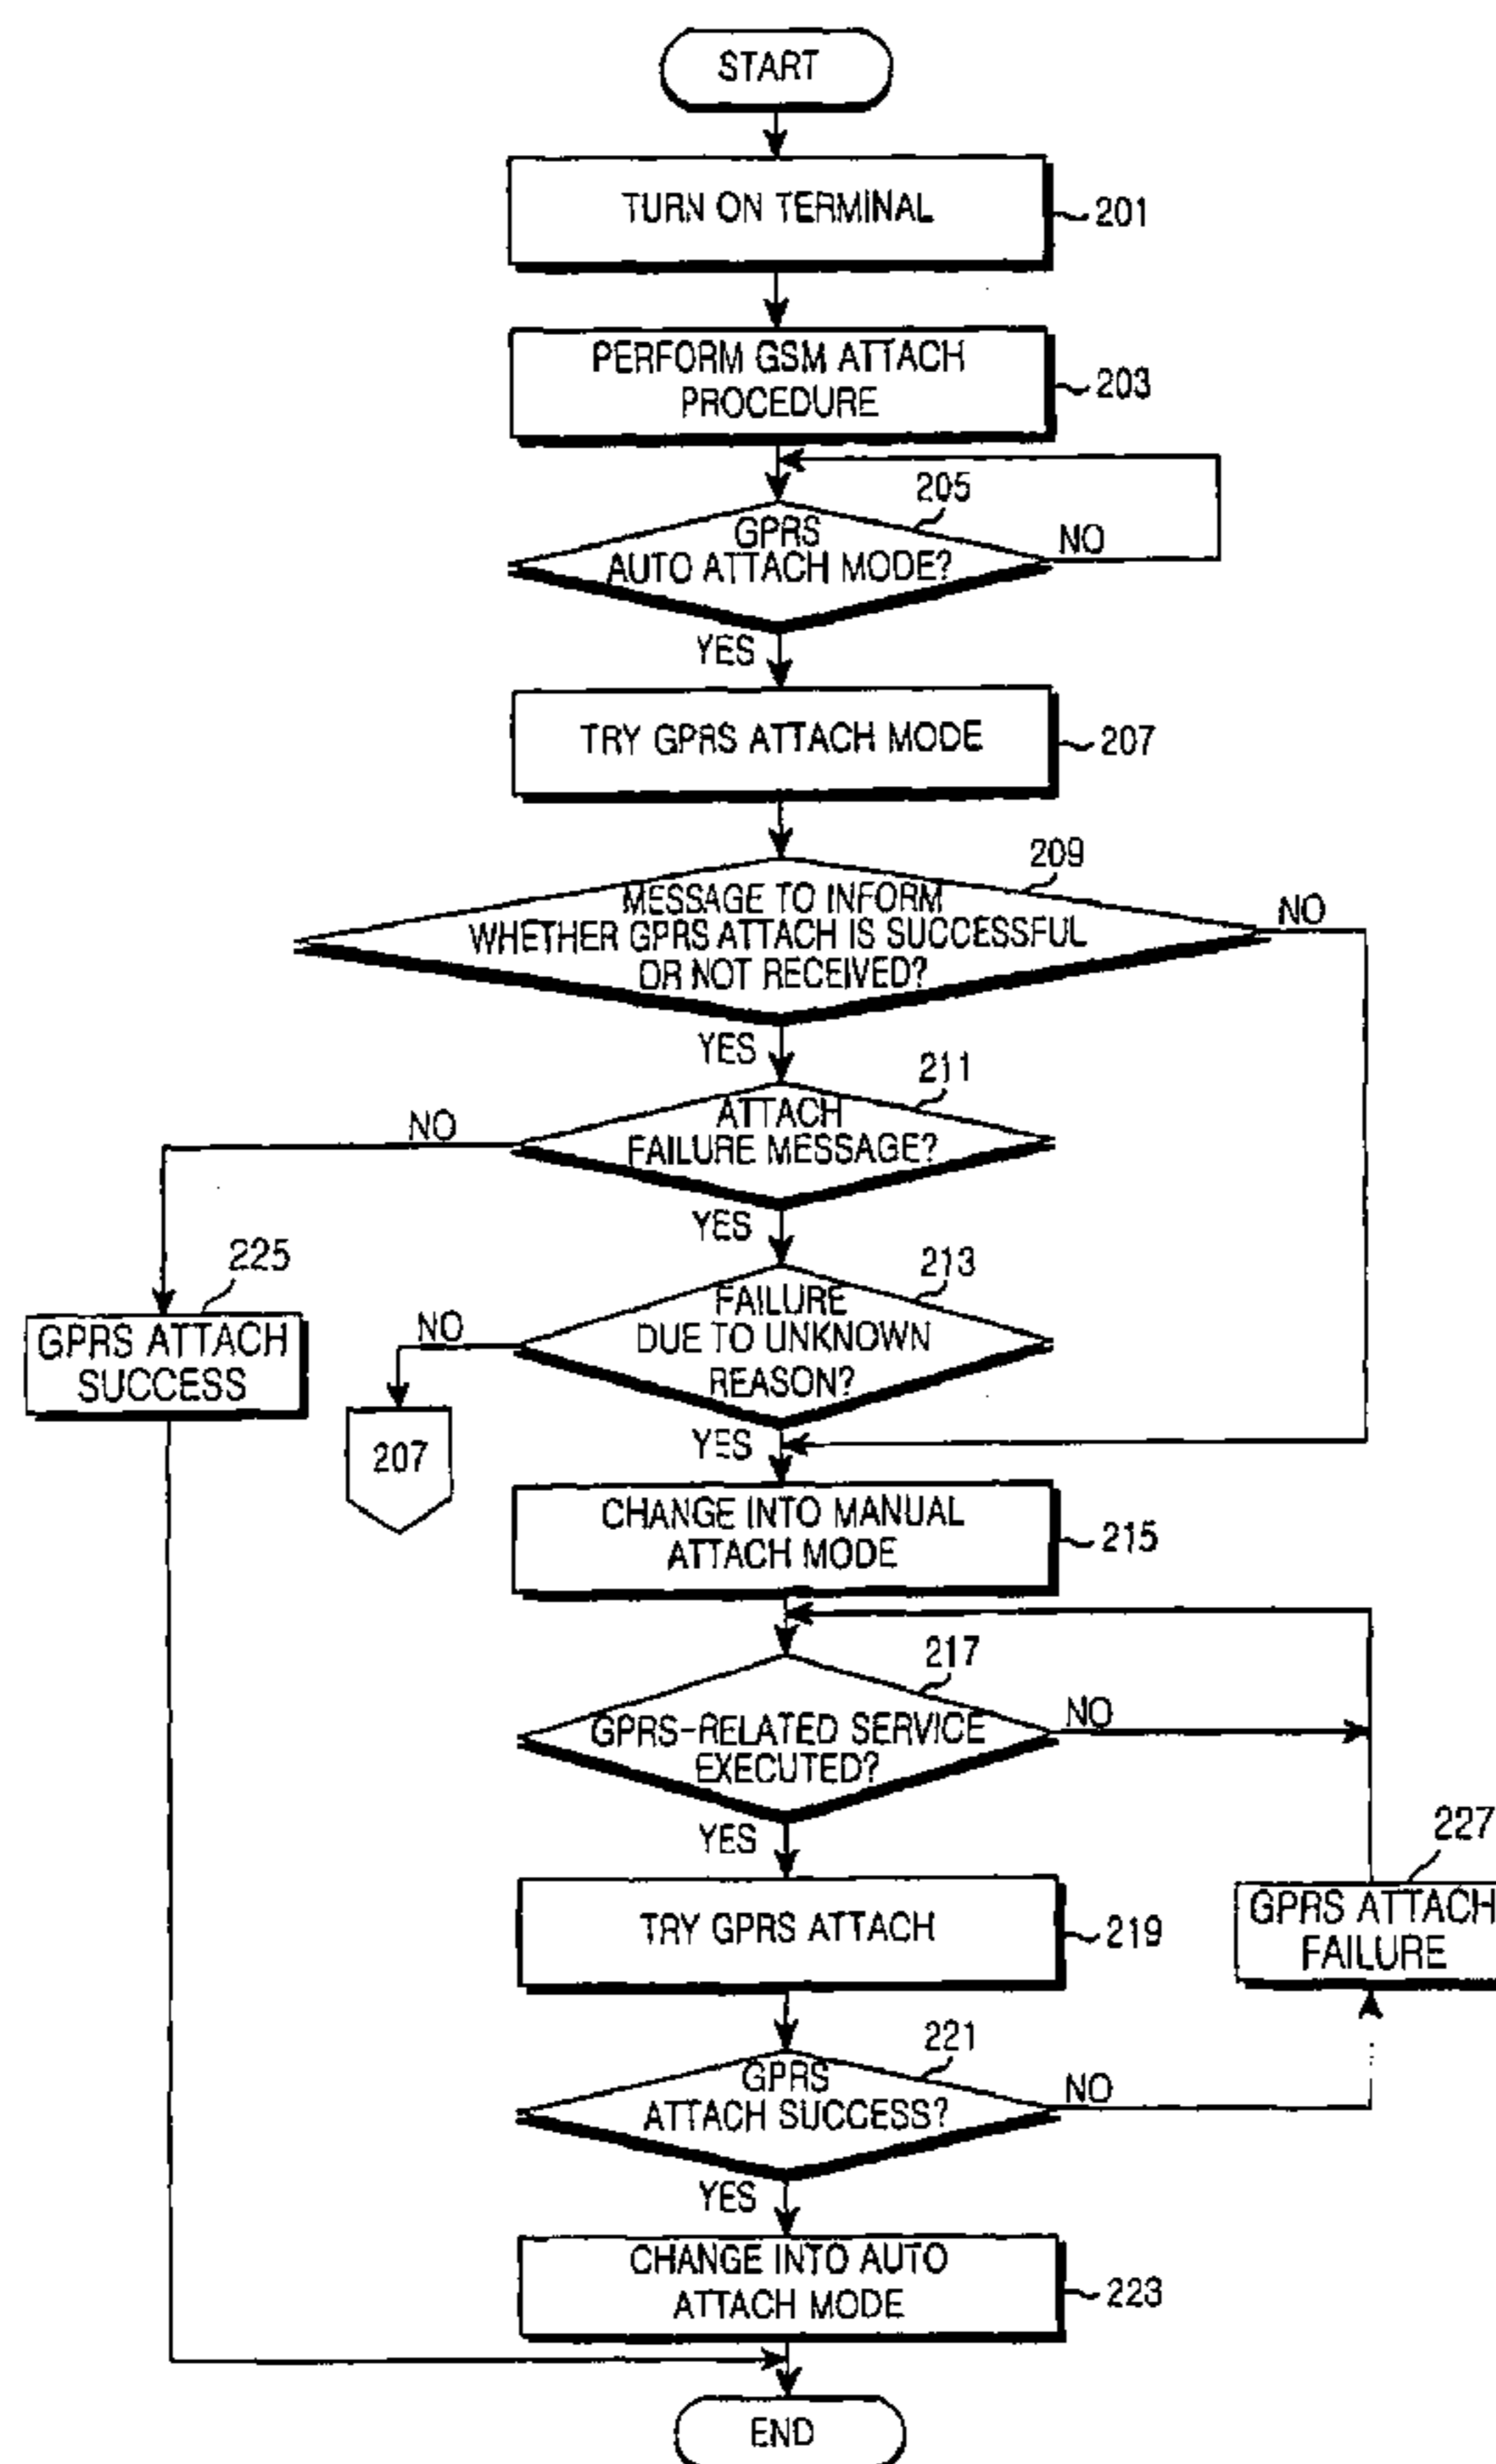 START
TURN ON TERMINAL
201
PERFORM GSM ATTACH
PROCEDURE
203
205
GPRS
AUTO ATTACH MODE?
NO
YES
TRY GPRS ATTACH MODE
207
209
MESSAGE TO INFORM
WHETHER GPRS ATTACH IS SUCCESSFUL
OR NOT RECEIVED?
NO
YES
211
ATTACH
FAILURE MESSAGE?
NO
YES
213
FAILURE
DUE TO UNKNOWN
REASON?
NO
225
GPRS ATTACH
SUCCESS
207
YES
CHANGE INTO MANUAL
ATTACH MODE
215
217
GPRS-RELATED SERVICE
EXECUTED?
NO
YES
227
GPRS ATTACH
FAILURE
TRY GPRS ATTACH
219
221
GPRS
ATTACH SUCCESS?
NO
YES
CHANGE INTO AUTO
ATTACH MODE
223
END